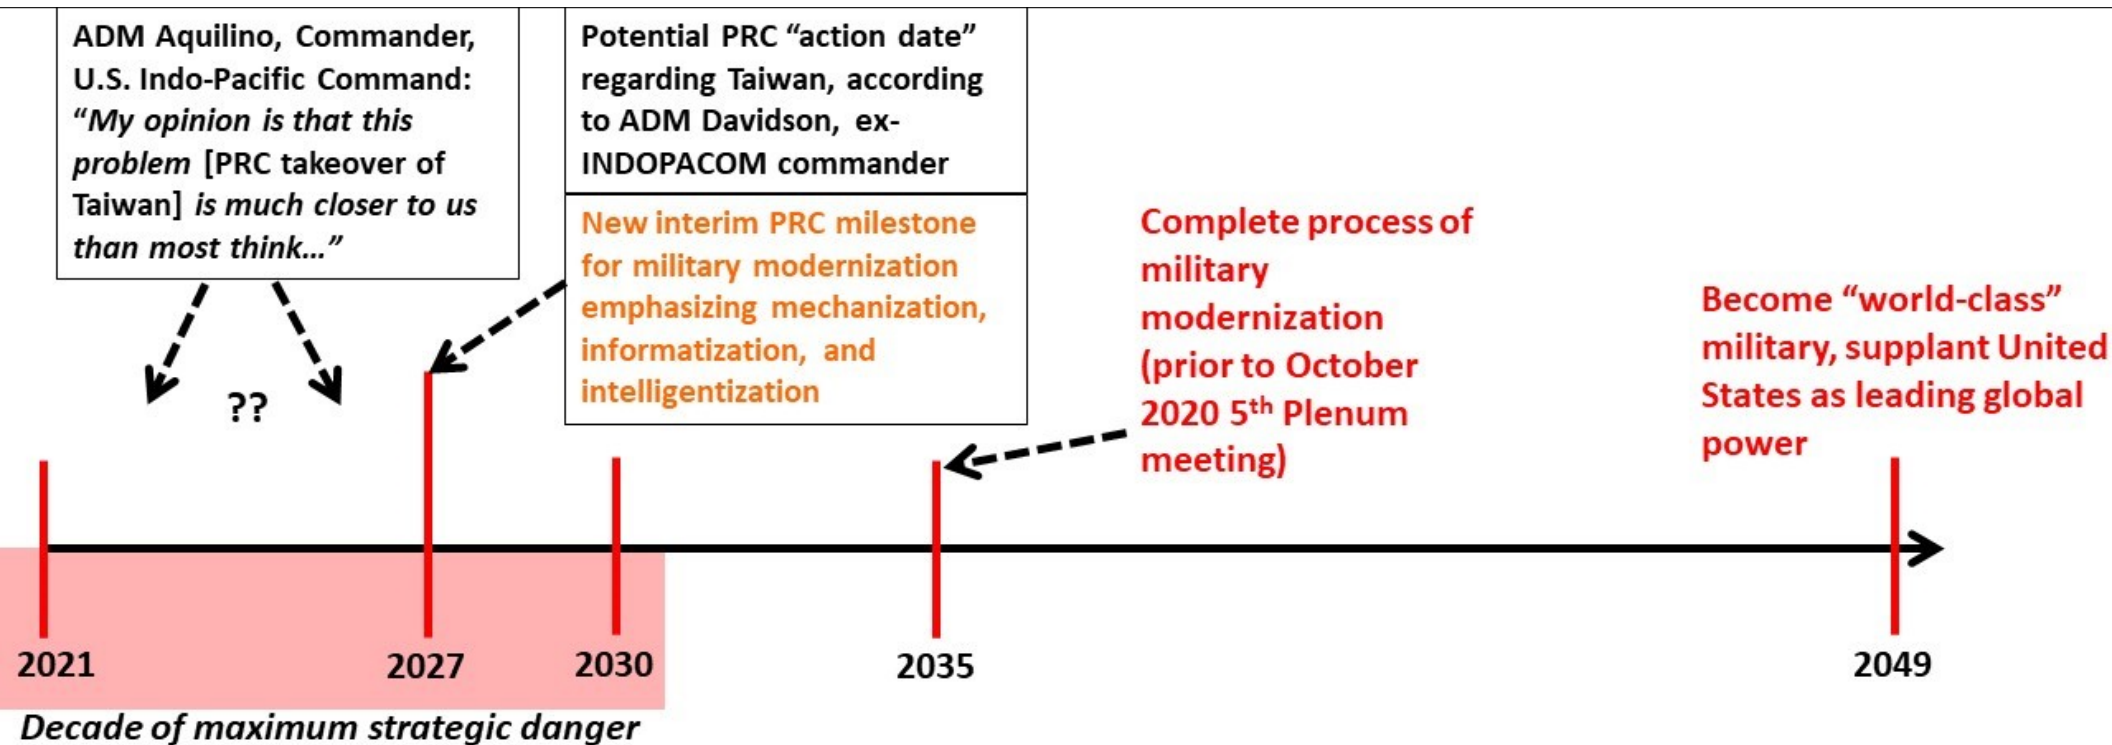 ADM Aquilino, Commander,
U.S. Indo-Pacific Command:
“My opinion is that this
problem [PRC takeover of
Taiwan] is much closer to us
than most think…”
??
Potential PRC “action date”
regarding Taiwan, according
to ADM Davidson, ex-
INDOPACOM commander
New interim PRC milestone
for military modernization
emphasizing mechanization,
informatization, and
intelligentization
Complete process of
military
modernization
(prior to October
2020 5th Plenum
meeting)
Become “world-class”
military, supplant United
States as leading global
power
2021
2027
2030
2035
2049
Decade of maximum strategic danger